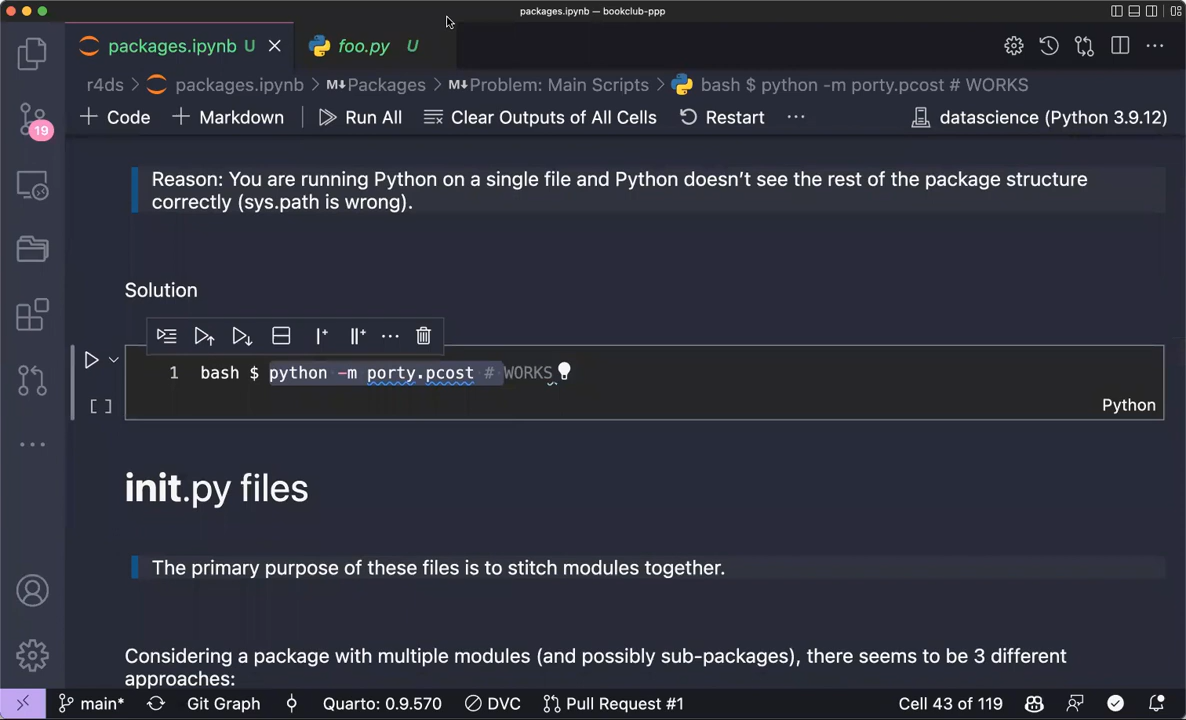 packages.ipynb — bookclub-ppp
packages.ipynb U
foo.py U
r4ds > packages.ipynb > M↓Packages > M↓Problem: Main Scripts > bash $ python -m porty.pcost # WORKS
+ Code + Markdown Run All Clear Outputs of All Cells Restart ... datascience (Python 3.9.12)
19
Reason: You are running Python on a single file and Python doesn’t see the rest of the package structure
correctly (sys.path is wrong).
Solution
1 bash $ python -m porty.pcost # WORKS
[ ]
Python
init.py files
The primary purpose of these files is to stitch modules together.
Considering a package with multiple modules (and possibly sub-packages), there seems to be 3 different
approaches:
main* Git Graph Quarto: 0.9.570 DVC Pull Request #1 Cell 43 of 119